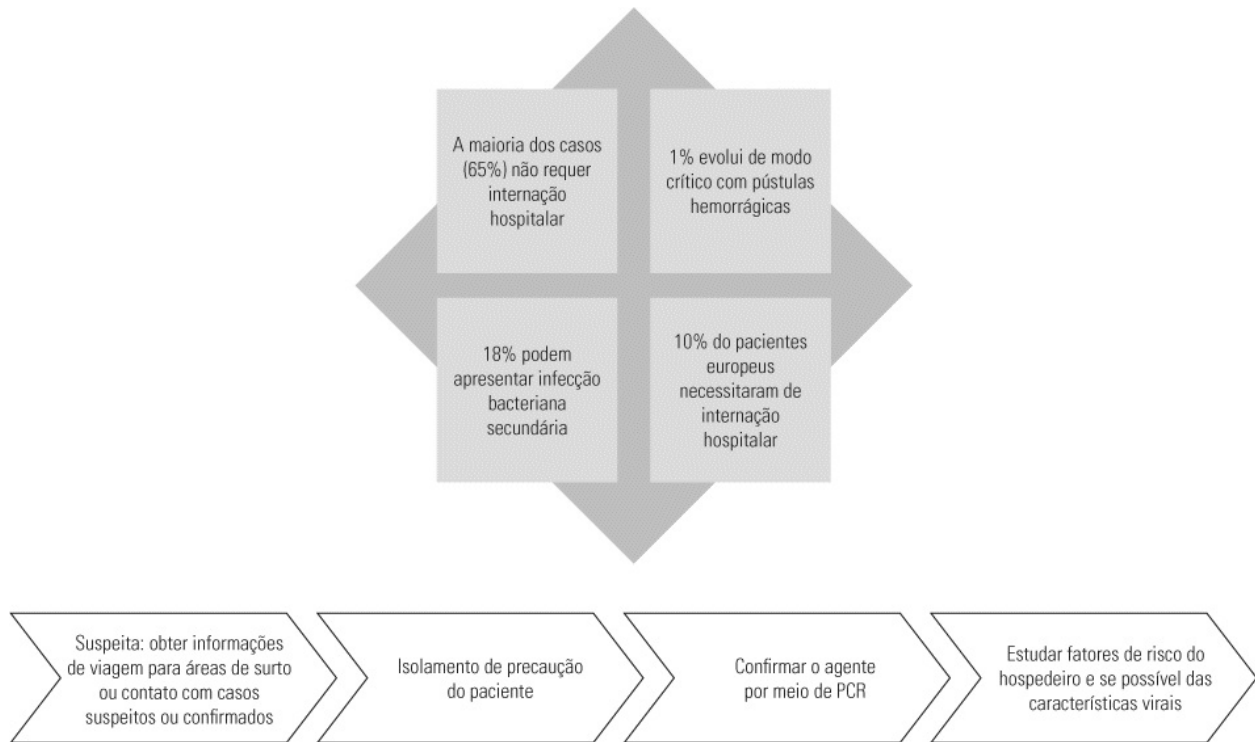 A maioria dos casos
(65%) não requer
internação
hospitalar
1% evolui de modo
crítico com pústulas
hemorrágicas
18% podem
apresentar infecção
bacteriana
secundária
10% do pacientes
europeus
necessitaram de
internação
hospitalar
Suspeita: obter informações
de viagem para áreas de surto
ou contato com casos
suspeitos ou confirmados
Isolamento de precaução
do paciente
Confirmar o agente
por meio de PCR
Estudar fatores de risco do
hospedeiro e se possível das
características virais